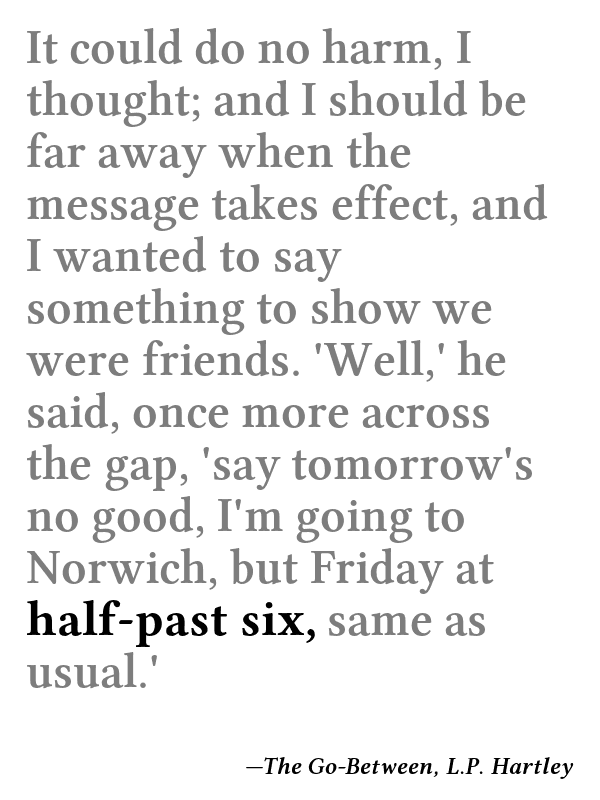 It could do no harm, I
thought; and I should be
far away when the
message takes effect, and
I wanted to say
something to show we
were friends. 'Well,' he
said, once more across
the gap, 'say tomorrow's
no good, I'm going to
Norwich, but Friday at
half-past six, same as
usual.'
—The Go-Between, L.P. Hartley